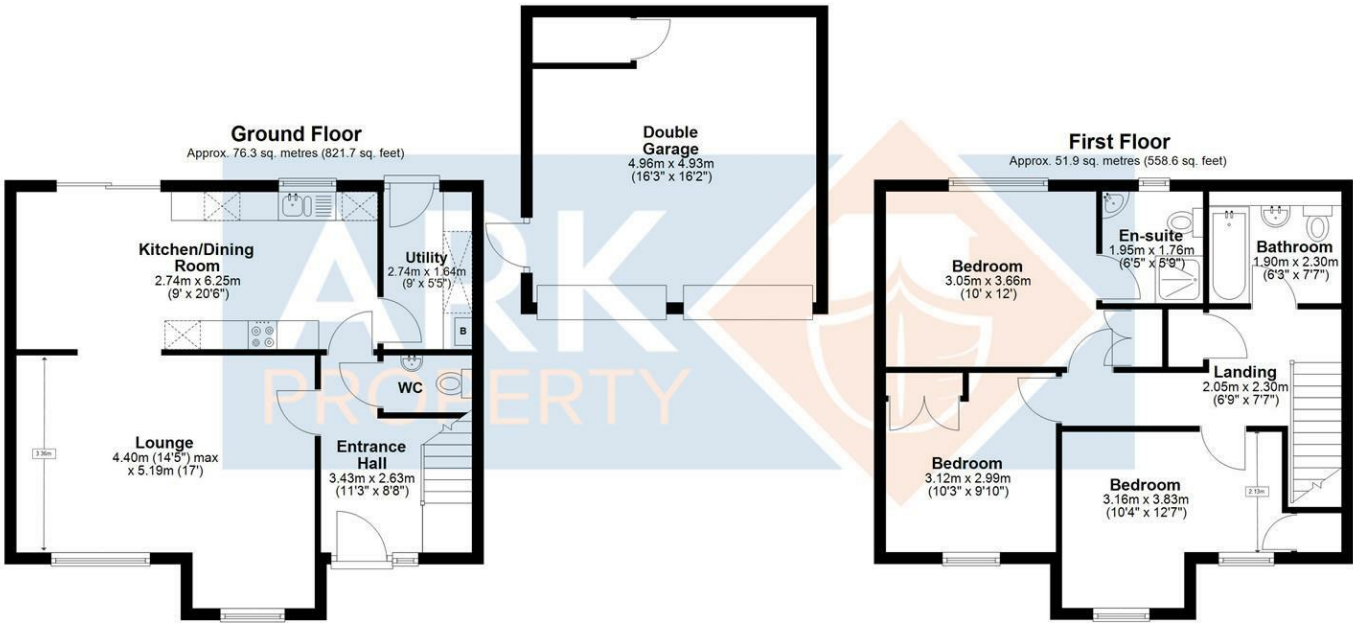 Ground Floor
Approx. 76.3 sq. metres (821.7 sq. feet)
Kitchen/Dining
Room
2.74m x 6.25m
(9' x 20'6")
Utility
2.74m x 1.64m
(9' x 5'5")
B
WC
Lounge
4.40m (14'5") max
x 5.19m (17')
3.36m
Entrance
Hall
3.43m x 2.63m
(11'3" x 8'8")
Double
Garage
4.96m x 4.93m
(16'3" x 16'2")
First Floor
Approx. 51.9 sq. metres (558.6 sq. feet)
Bedroom
3.05m x 3.66m
(10' x 12')
En-suite
1.95m x 1.76m
(6'5" x 5'9")
Bathroom
1.90m x 2.30m
(6'3" x 7'7")
Landing
2.05m x 2.30m
(6'9" x 7'7")
Bedroom
3.12m x 2.99m
(10'3" x 9'10")
Bedroom
3.16m x 3.83m
(10'4" x 12'7")
2.13m
ARK
PROPERTY